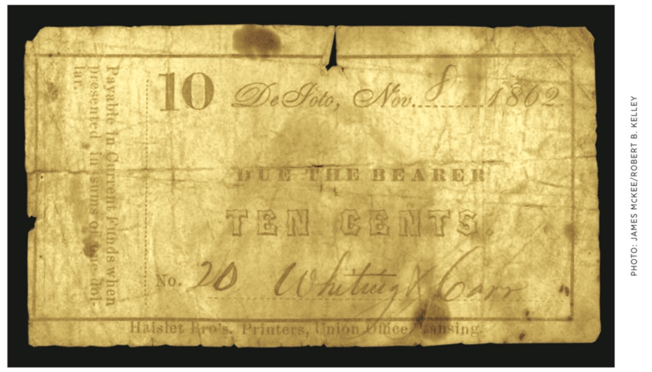 Payable in Current Funds when
presented in sums of one Dol-
lar.
10 DeSoto, Nov. 8 1862.
DUE THE BEARER
TEN CENTS.
No. 20 Whiting & Carr
Haislet Bro's. Printers, Union Office, Lansing.
PHOTO: JAMES MCKEE/ROBERT B. KELLEY